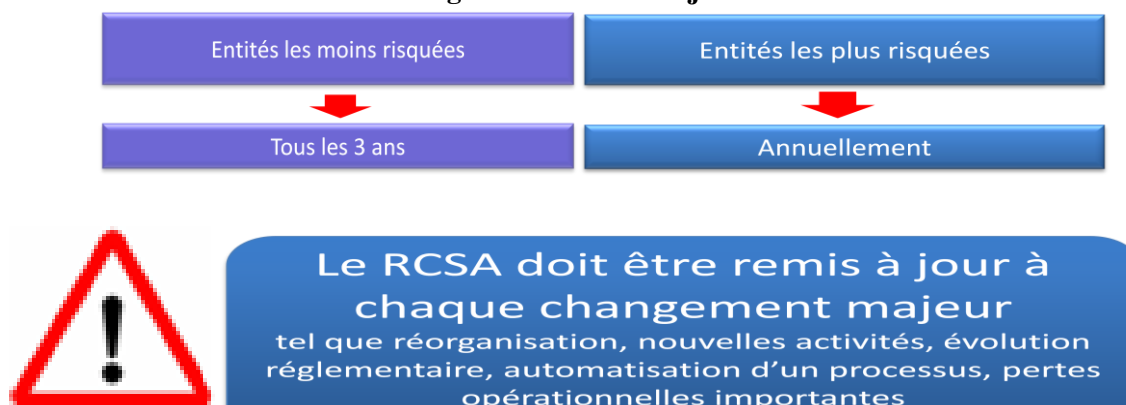 Entités les moins risquées
Entités les plus risquées
Tous les 3 ans
Annuellement
Le RCSA doit être remis à jour à
chaque changement majeur
tel que réorganisation, nouvelles activités, évolution
réglementaire, automatisation d'un processus, pertes
opérationnelles importantes